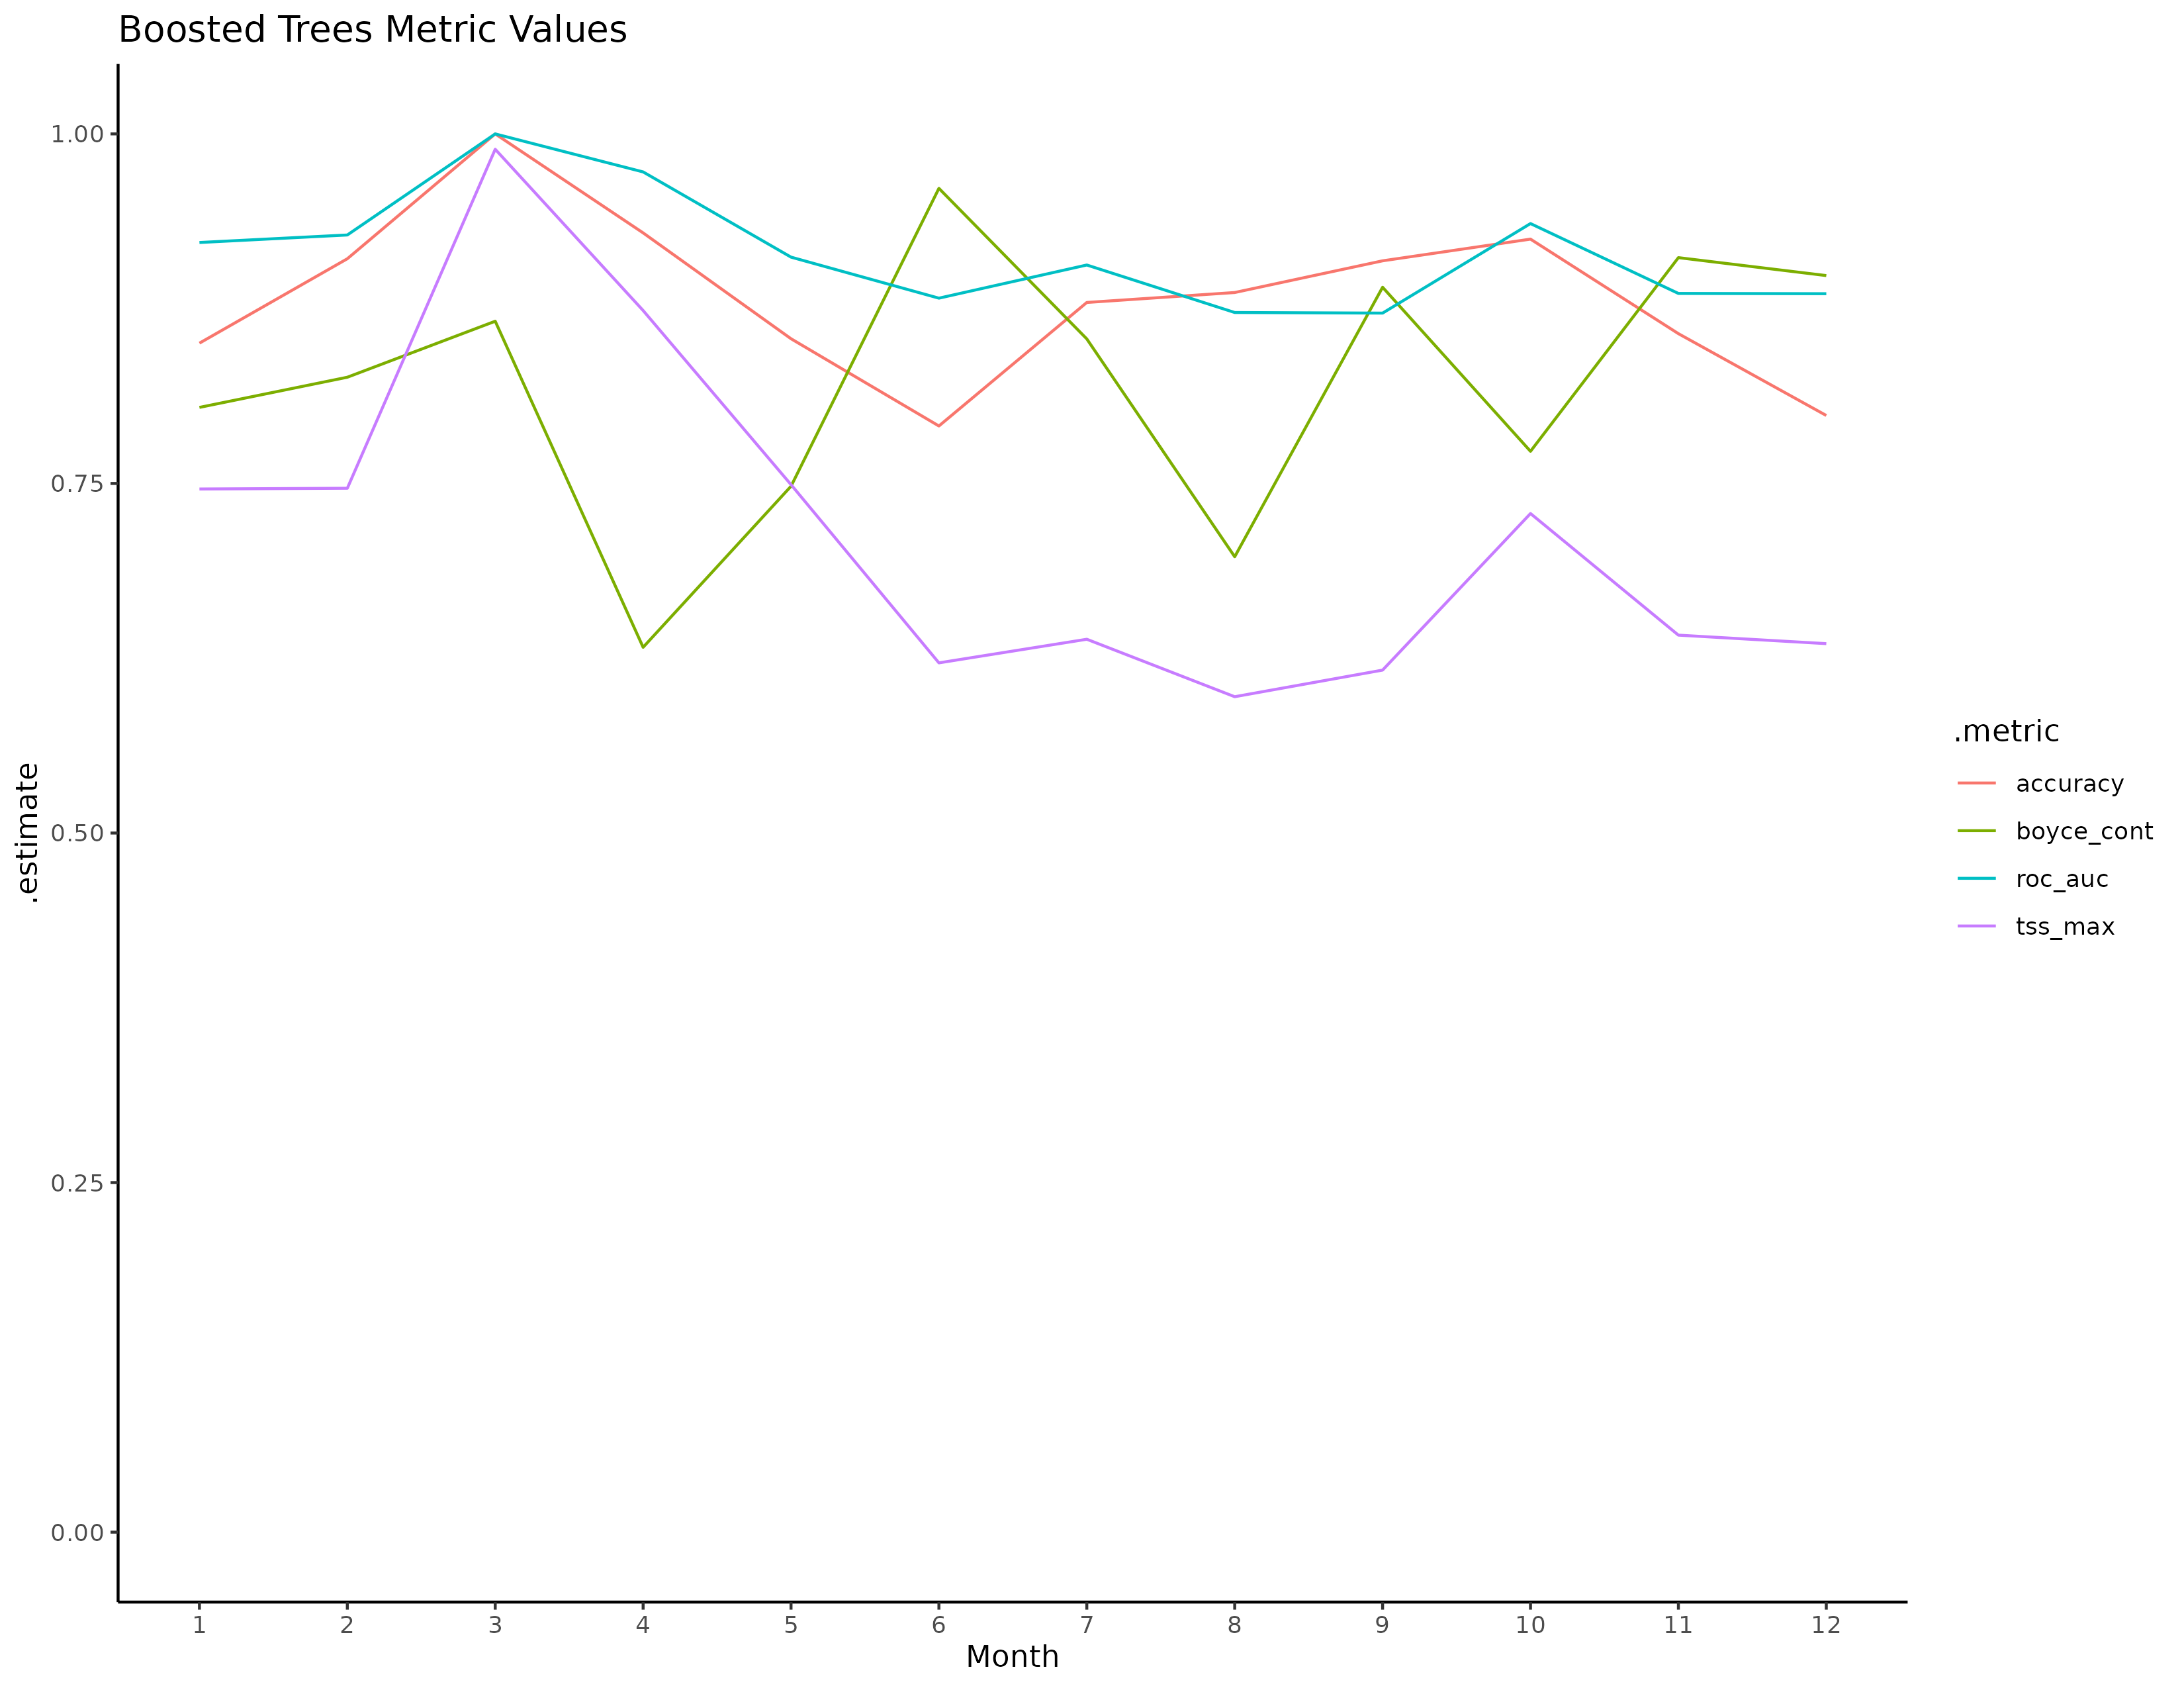 Boosted Trees Metric Values
.estimate
1.00
0.75
0.50
0.25
0.00
1 2 3 4 5 6 7 8 9 10 11 12
Month
.metric
accuracy
boyce_cont
roc_auc
tss_max